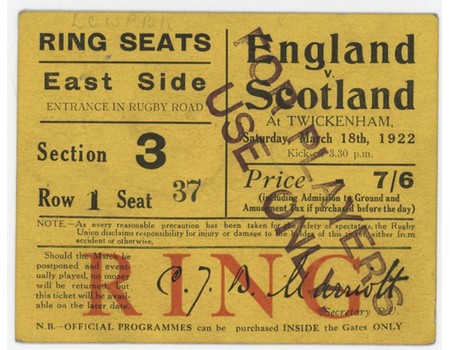 RING SEATS
East Side
ENTRANCE IN RUGBY ROAD
Section 3
Row 1 Seat 37
England
v.
Scotland
At TWICKENHAM,
Saturday, March 18th, 1922
Kick-off 3.30 p.m.
Price - 7/6
(including Admission to Ground and
Amusement Tax if purchased before the day)
FOR PLAYERS
USE ONLY
NOTE.—As every reasonable precaution has been taken for the safety of spectators, the Rugby
Union disclaims responsibility for injury or damage to the holder of this ticket, either from
accident or otherwise.
Should the Match be
postponed and event-
ually played, no money
will be returned, but
this ticket will be avail-
able on the later date.
RING
C. J. B. Marriott
Secretary R.U.
N.B.—OFFICIAL PROGRAMMES can be purchased INSIDE the Gates ONLY